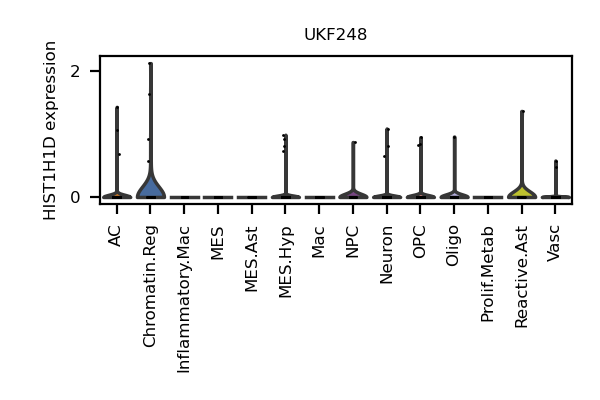 UKF248
HIST1H1D expression
2
0
AC
Chromatin.Reg
Inflammatory.Mac
MES
MES.Ast
MES.Hyp
Mac
NPC
Neuron
OPC
Oligo
Prolif.Metab
Reactive.Ast
Vasc